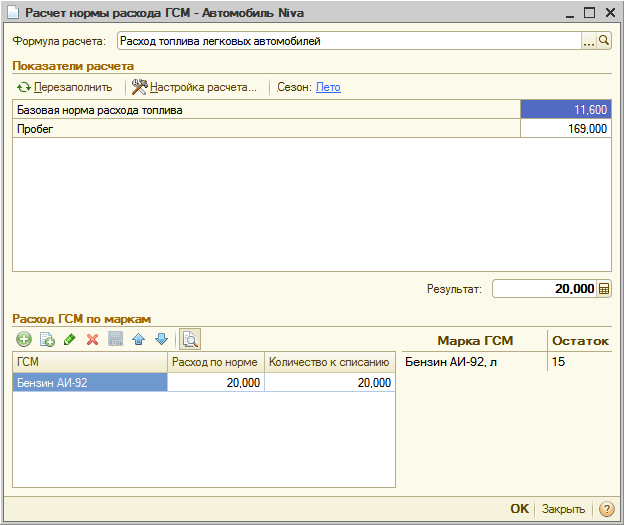 Расчет нормы расхода ГСМ - Автомобиль Niva
Формула расчета: Расход топлива легковых автомобилей ...
Показатели расчета
Перезаполнить Настройка расчета... Сезон: Лето
Базовая норма расхода топлива 11,600
Пробег 169,000
Результат: 20,000
Расход ГСМ по маркам
Марка ГСМ Остаток
ГСМ Расход по норме Количество к списанию
Бензин АИ-92, л 15
Бензин АИ-92 20,000 20,000
OK Закрыть ?